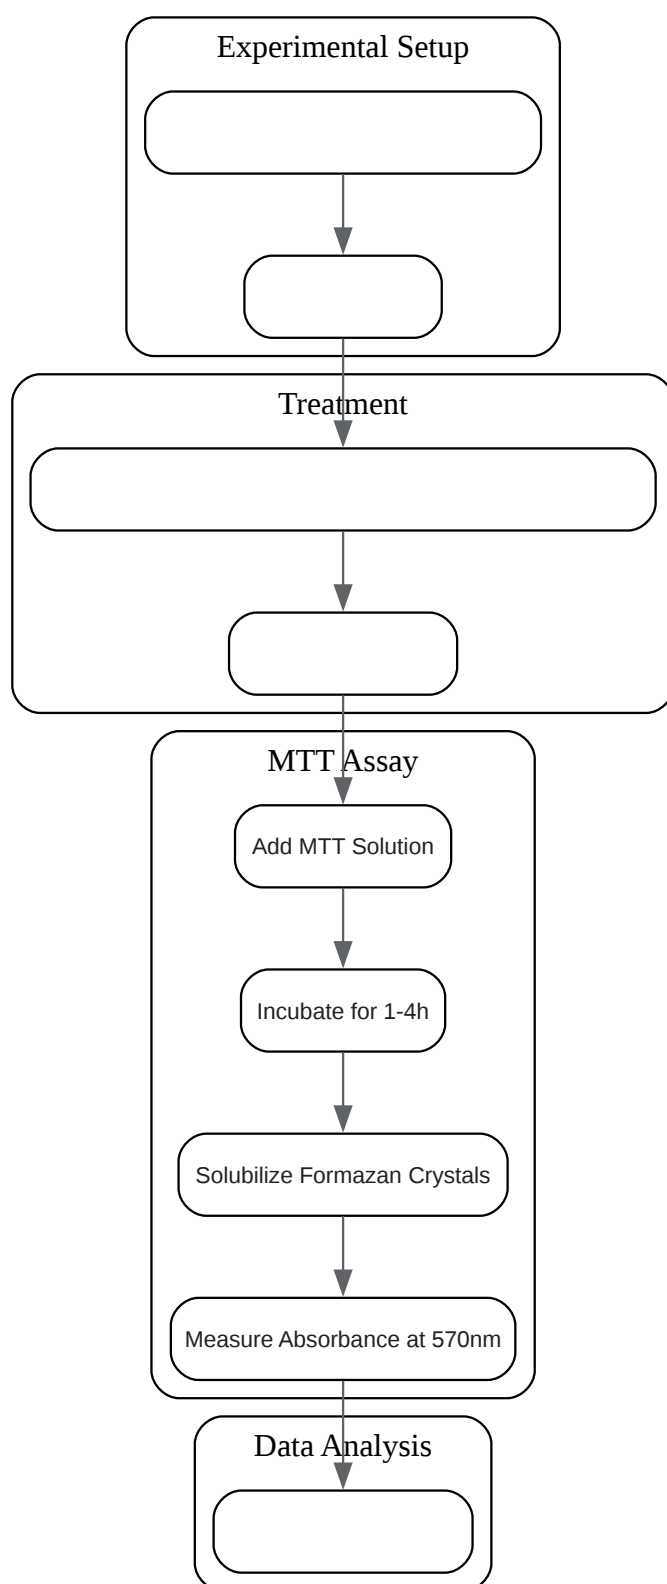 Experimental Setup
Treatment
MTT Assay
Add MTT Solution
Incubate for 1-4h
Solubilize Formazan Crystals
Measure Absorbance at 570nm
Data Analysis